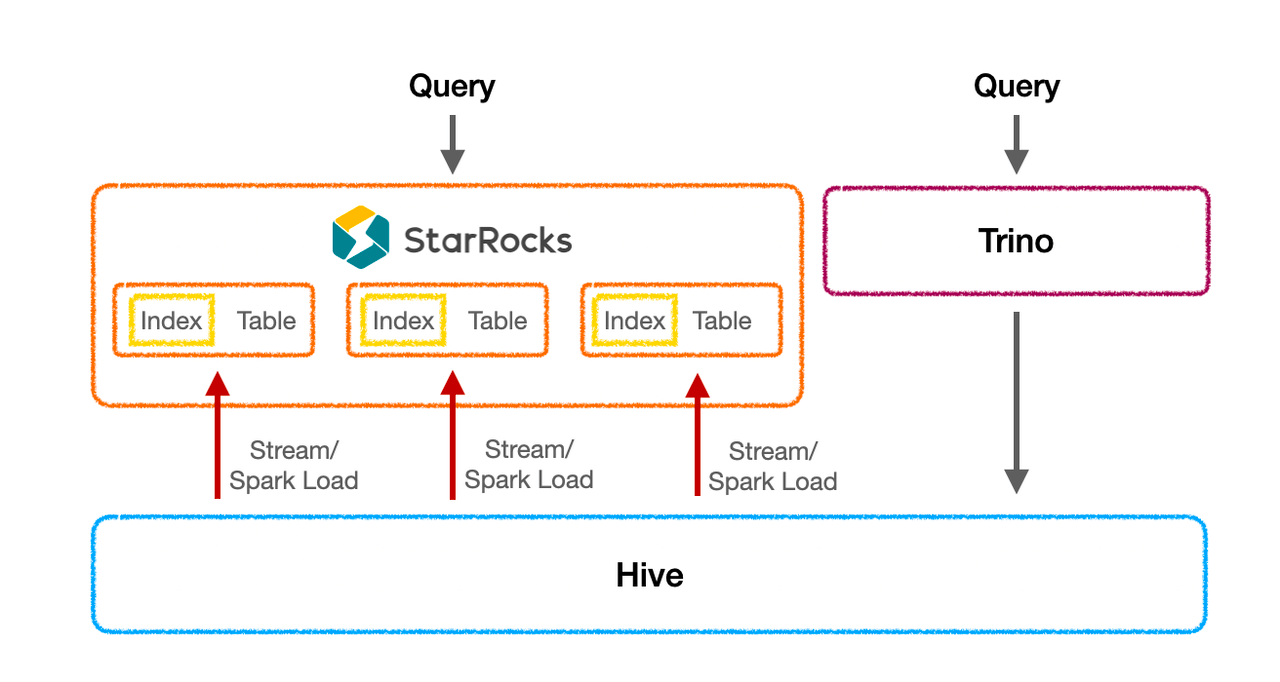 Query
Query
StarRocks
Trino
Index
Table
Index
Table
Index
Table
Stream/
Spark Load
Stream/
Spark Load
Stream/
Spark Load
Hive